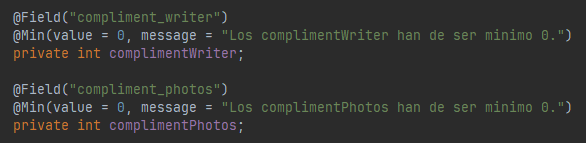 @Field("compliment_writer")
@Min(value = 0, message = "Los complimentWriter han de ser minimo 0.")
private int complimentWriter;
@Field("compliment_photos")
@Min(value = 0, message = "Los complimentPhotos han de ser minimo 0.")
private int complimentPhotos;